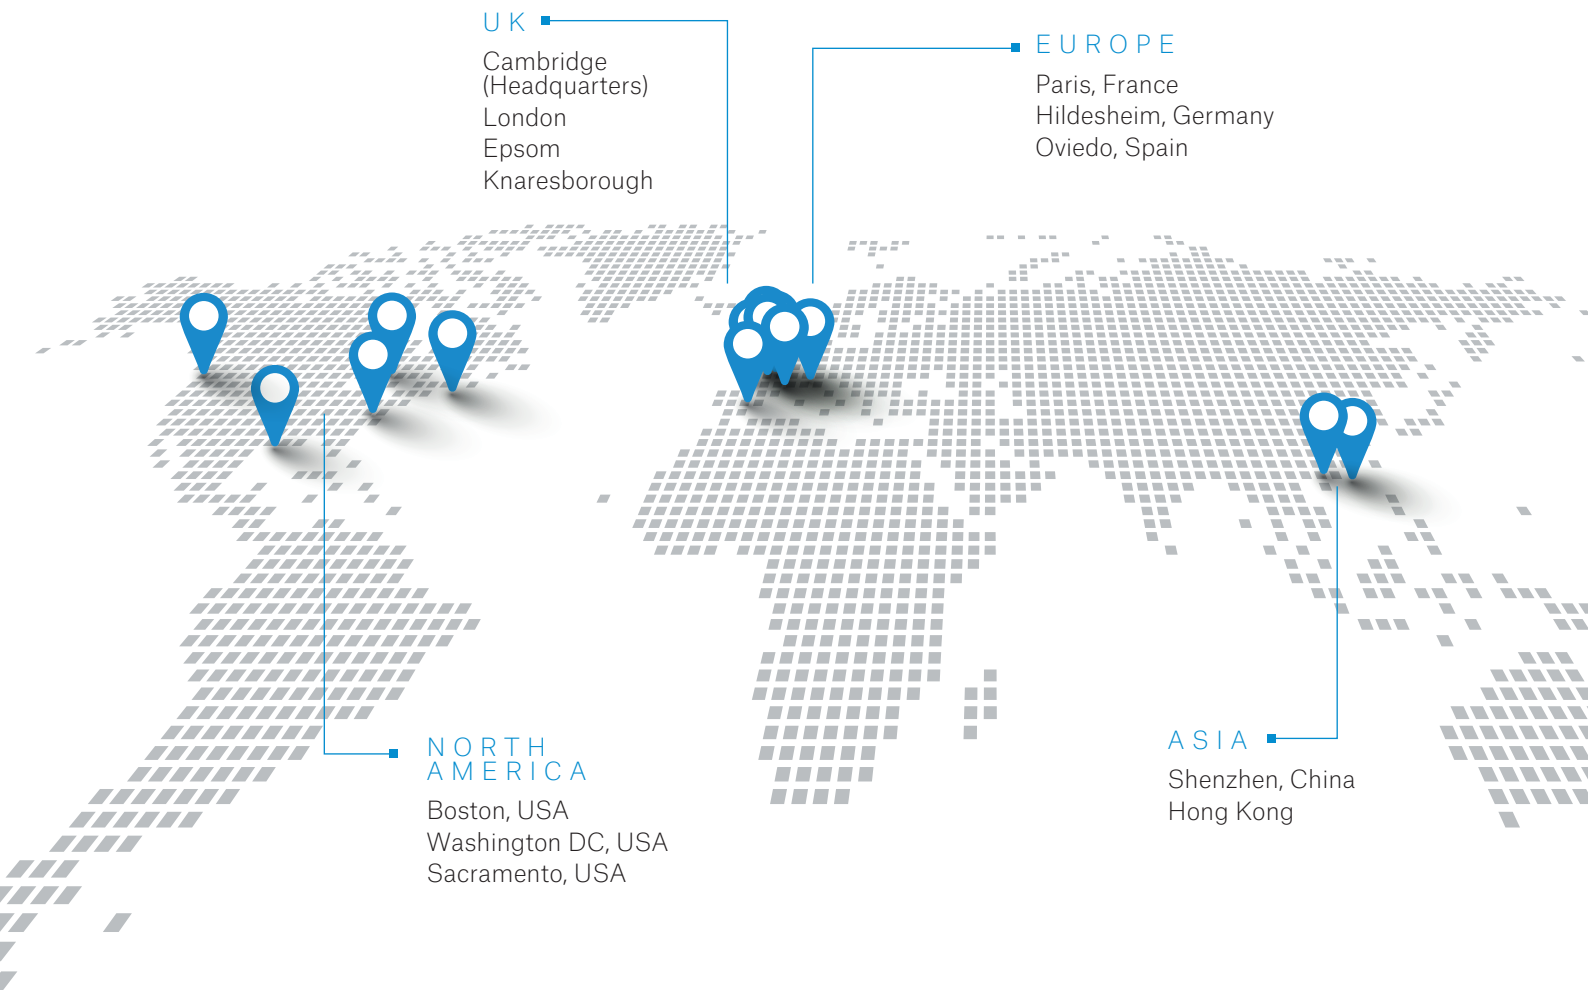 UK
Cambridge
(Headquarters)
London
Epsom
Knaresborough
EUROPE
Paris, France
Hildesheim, Germany
Oviedo, Spain
NORTH
AMERICA
Boston, USA
Washington DC, USA
Sacramento, USA
ASIA
Shenzhen, China
Hong Kong